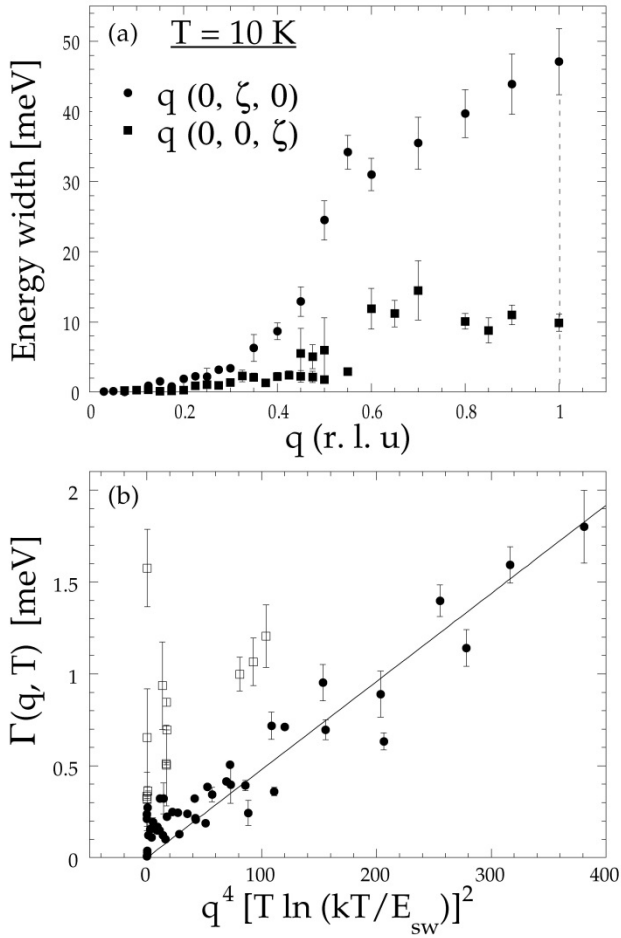 (a) T = 10 K
q (0, ζ, 0)
q (0, 0, ζ)
Energy width [meV]
50
40
30
20
10
0
0 0.2 0.4 0.6 0.8 1
q (r. l. u)
(b)
Γ(q, T) [meV]
2
1.5
1
0.5
0
0 100 200 300 400
q⁴ [T ln (kT/E_sw)]²